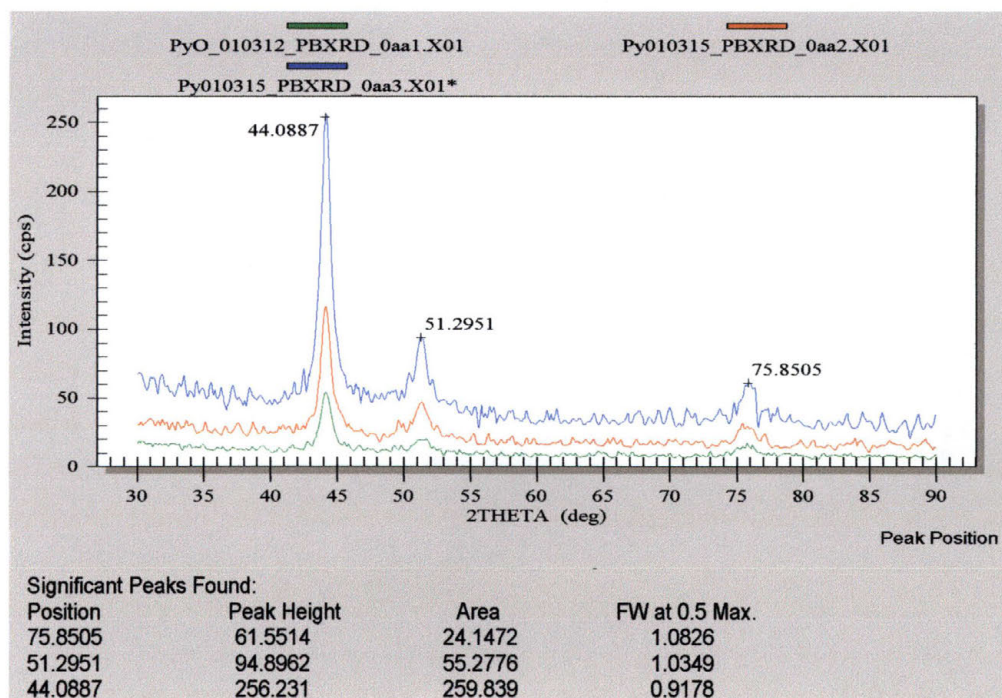 PyO_010312_PBXRD_0aa1.X01
Py010315_PBXRD_0aa2.X01
Py010315_PBXRD_0aa3.X01*
250
200
150
100
50
0
Intensity (cps)
44.0887
51.2951
75.8505
30 35 40 45 50 55 60 65 70 75 80 85 90
2THETA (deg)
Peak Position
Significant Peaks Found:
Position Peak Height Area FW at 0.5 Max.
75.8505 61.5514 24.1472 1.0826
51.2951 94.8962 55.2776 1.0349
44.0887 256.231 259.839 0.9178